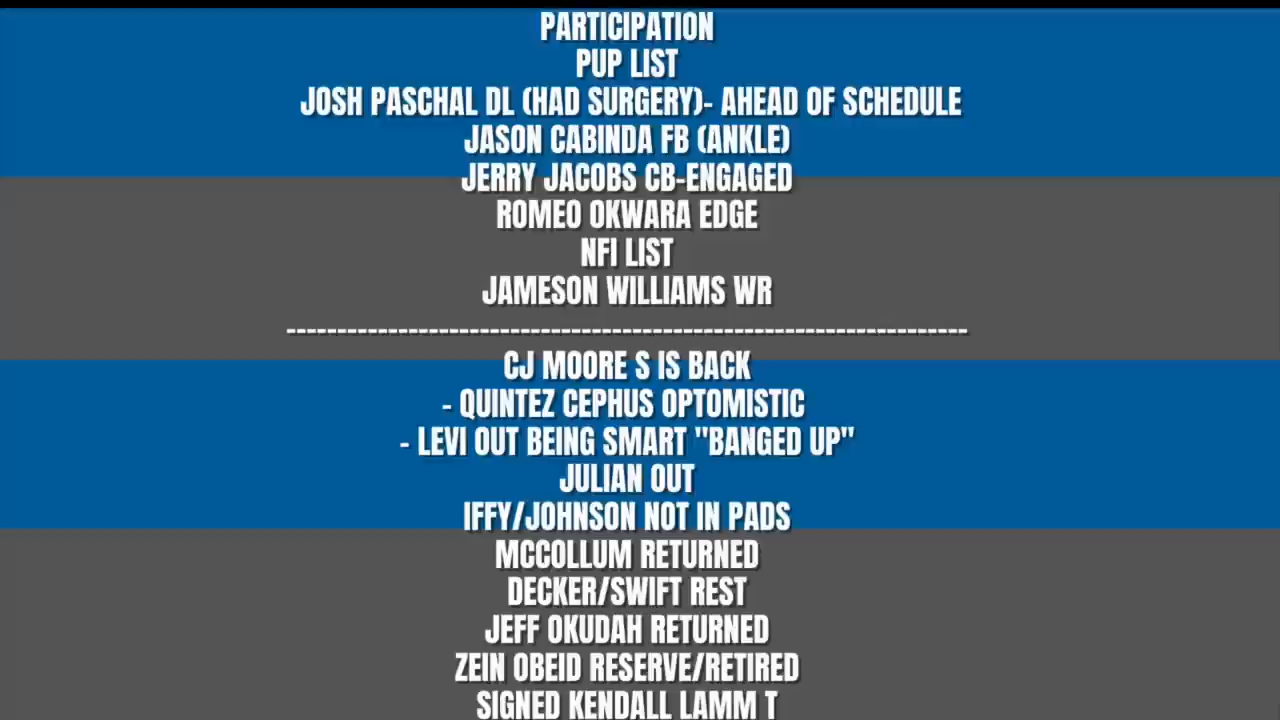 PARTICIPATION
PUP LIST
JOSH PASCHAL DL (HAD SURGERY)- AHEAD OF SCHEDULE
JASON CABINDA FB (ANKLE)
JERRY JACOBS CB-ENGAGED
ROMEO OKWARA EDGE
NFI LIST
JAMESON WILLIAMS WR
--------------------------------------------------------------------
CJ MOORE S IS BACK
- QUINTEZ CEPHUS OPTOMISTIC
- LEVI OUT BEING SMART "BANGED UP"
JULIAN OUT
IFFY/JOHNSON NOT IN PADS
MCCOLLUM RETURNED
DECKER/SWIFT REST
JEFF OKUDAH RETURNED
ZEIN OBEID RESERVE/RETIRED
SIGNED KENDALL LAMM T